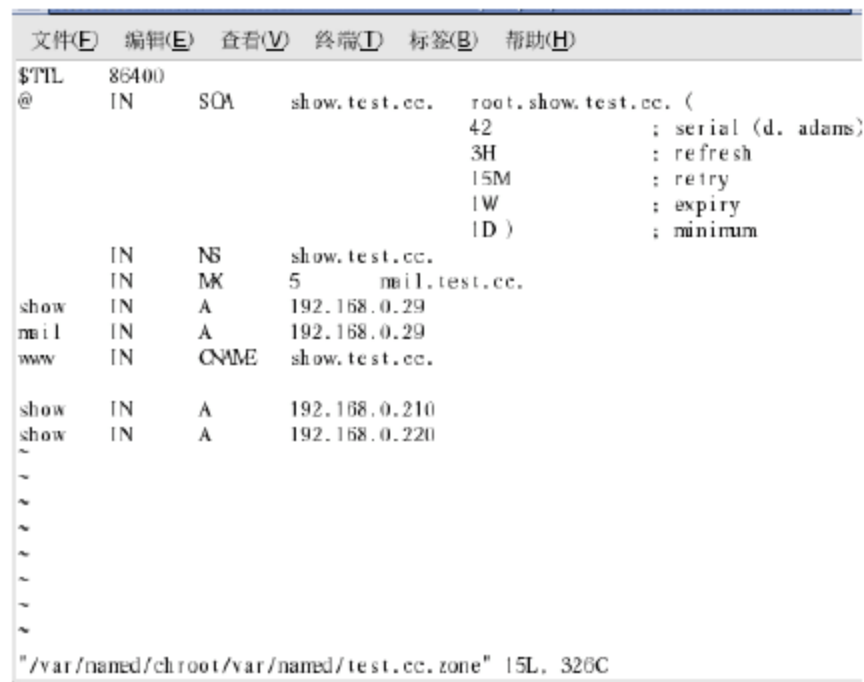 文件(F) 编辑(E) 查看(V) 终端(T) 标签(B) 帮助(H)
$TTL 86400
@ IN SOA show.test.cc. root.show.test.cc. (
42 ; serial (d. adams)
3H ; refresh
15M ; retry
1W ; expiry
1D ) ; minimum
IN NS show.test.cc.
IN MX 5 mail.test.cc.
show IN A 192.168.0.29
mail IN A 192.168.0.29
www IN CNAME show.test.cc.
show IN A 192.168.0.210
show IN A 192.168.0.220
~
~
~
~
~
~
~
~
"/var/named/chroot/var/named/test.cc.zone" 15L, 326C